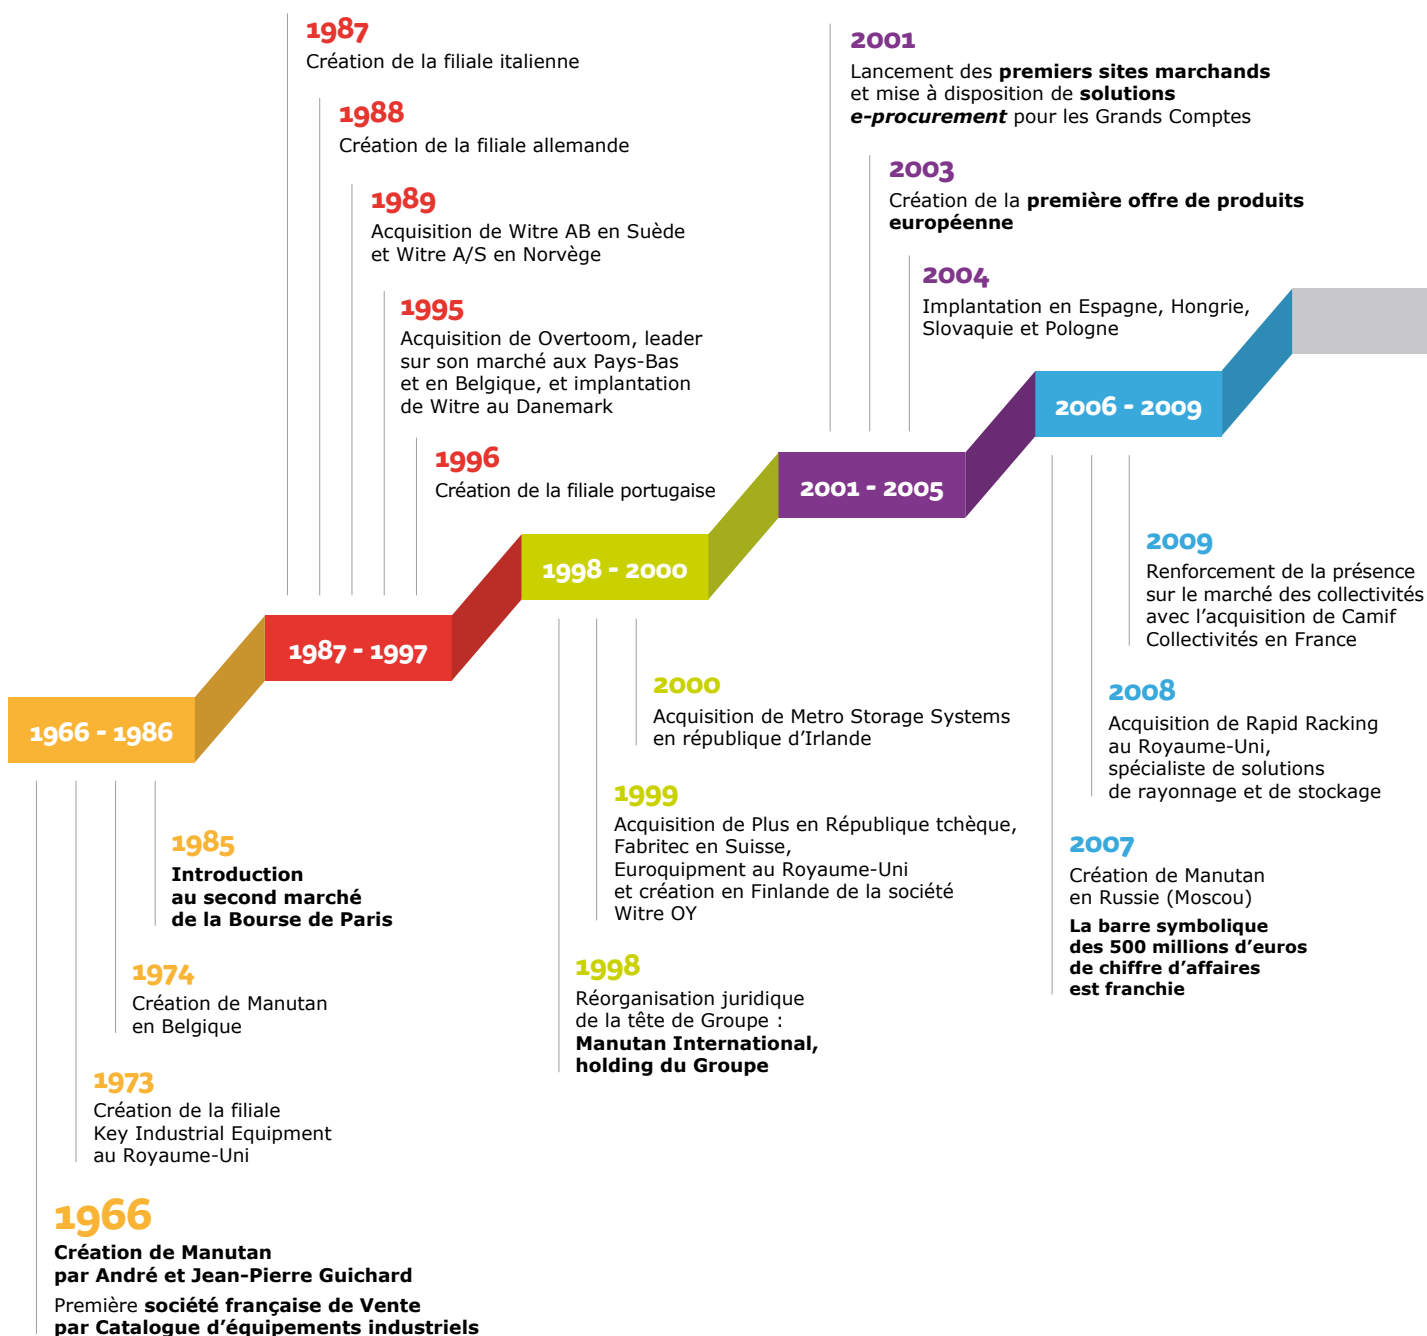 1987
Création de la filiale italienne
1988
Création de la filiale allemande
1989
Acquisition de Witre AB en Suède
et Witre A/S en Norvège
1995
Acquisition de Overtoom, leader
sur son marché aux Pays-Bas
et en Belgique, et implantation
de Witre au Danemark
1996
Création de la filiale portugaise
2001
Lancement des premiers sites marchands
et mise à disposition de solutions
e-procurement pour les Grands Comptes
2003
Création de la première offre de produits
européenne
2004
Implantation en Espagne, Hongrie,
Slovaquie et Pologne
2006 - 2009
2001 - 2005
1998 - 2000
1987 - 1997
1966 - 1986
2009
Renforcement de la présence
sur le marché des collectivités
avec l’acquisition de Camif
Collectivités en France
2008
Acquisition de Rapid Racking
au Royaume-Uni,
spécialiste de solutions
de rayonnage et de stockage
2007
Création de Manutan
en Russie (Moscou)
La barre symbolique
des 500 millions d’euros
de chiffre d’affaires
est franchie
2000
Acquisition de Metro Storage Systems
en république d’Irlande
1999
Acquisition de Plus en République tchèque,
Fabritec en Suisse,
Euroquipment au Royaume-Uni
et création en Finlande de la société
Witre OY
1998
Réorganisation juridique
de la tête de Groupe :
Manutan International,
holding du Groupe
1985
Introduction
au second marché
de la Bourse de Paris
1974
Création de Manutan
en Belgique
1973
Création de la filiale
Key Industrial Equipment
au Royaume-Uni
1966
Création de Manutan
par André et Jean-Pierre Guichard
Première société française de Vente
par Catalogue d’équipements industriels